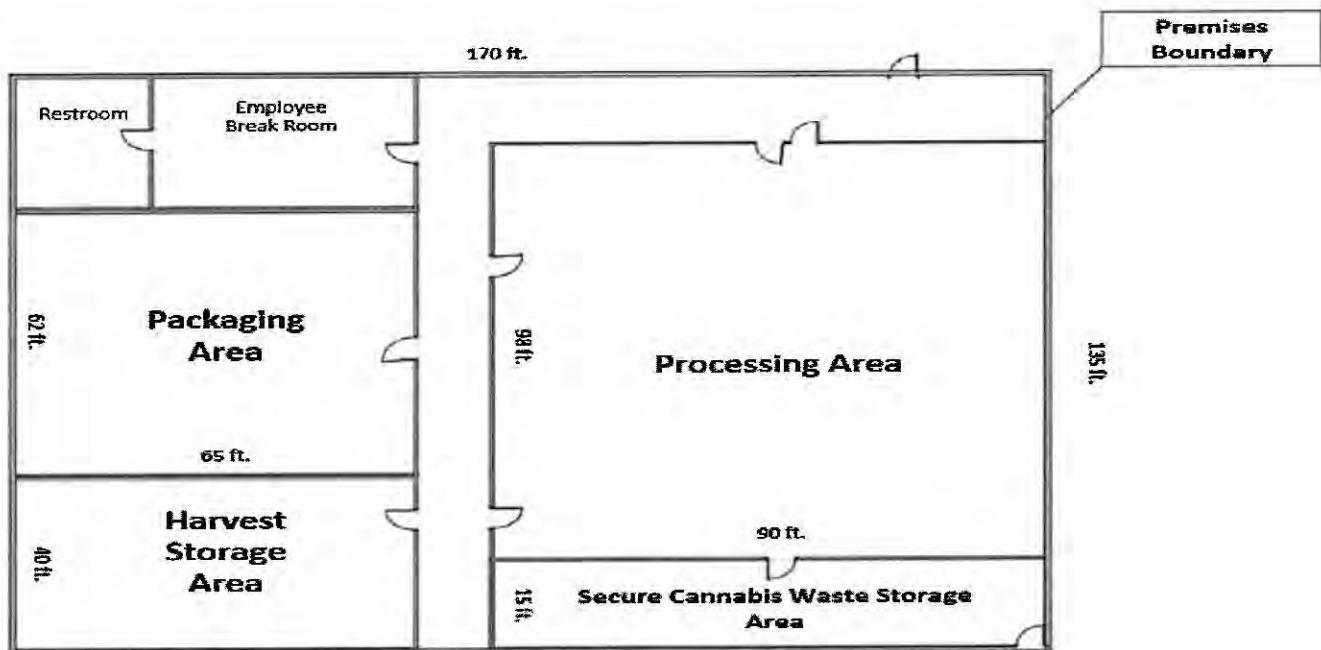 Premises
Boundary
170 ft.
Restroom
Employee
Break Room
62 ft.
Packaging
Area
98 ft.
Processing Area
135 ft.
65 ft.
40 ft.
Harvest
Storage
Area
90 ft.
15 ft.
Secure Cannabis Waste Storage
Area